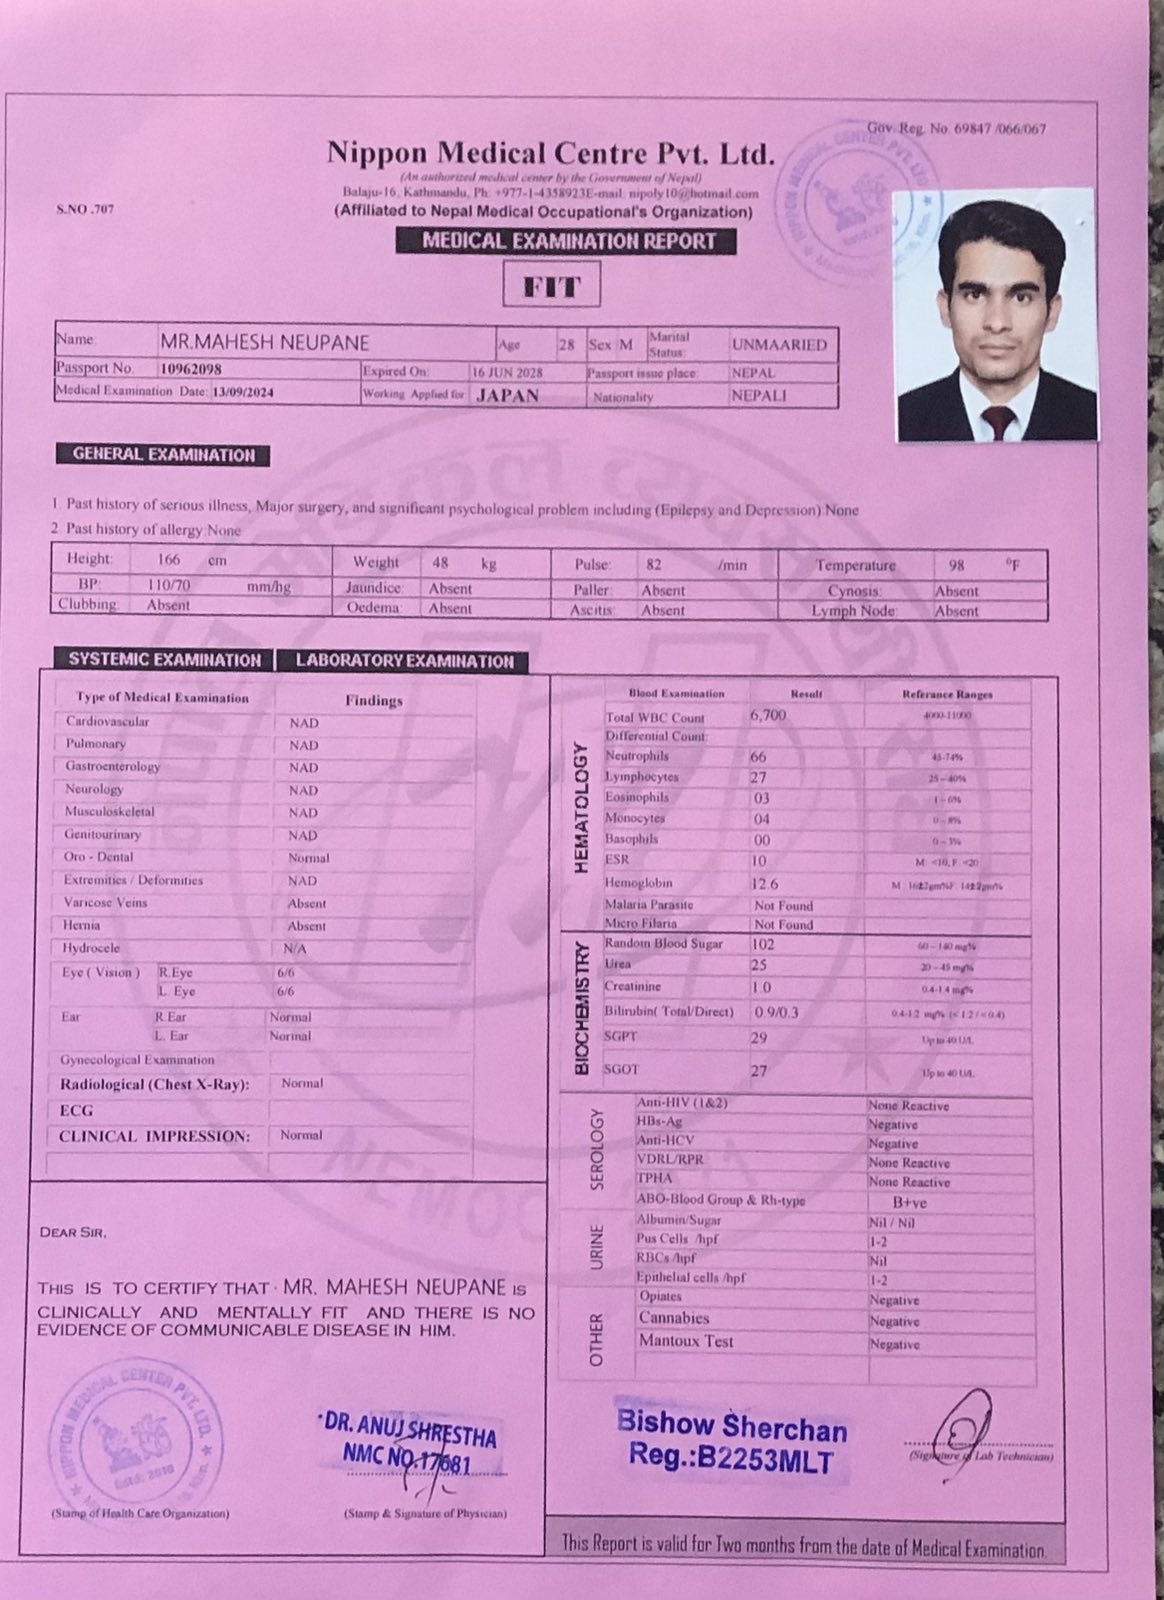 Gov. Reg. No. 69847 /066/067
Nippon Medical Centre Pvt. Ltd.
(An authorized medical center by the Government of Nepal)
Balaju-16, Kathmandu, Ph: +977-1-4358923E-mail: nipoly10@hotmail.com
S.NO .707
(Affiliated to Nepal Medical Occupational's Organization)
MEDICAL EXAMINATION REPORT
FIT
Name: MR.MAHESH NEUPANE Age 28 Sex M Marital Status: UNMAARIED
Passport No. 10962098 Expired On: 16 JUN 2028 Passport issue place: NEPAL
Medical Examination Date: 13/09/2024 Working Applied for JAPAN Nationality NEPALI
GENERAL EXAMINATION
1. Past history of serious illness, Major surgery, and significant psychological problem including (Epilepsy and Depression):None
2. Past history of allergy:None
Height: 166 cm Weight 48 kg Pulse: 82 /min Temperature 98 °F
BP: 110/70 mm/hg Jaundice: Absent Paller: Absent Cynosis: Absent
Clubbing: Absent Oedema: Absent Ascitis: Absent Lymph Node: Absent
SYSTEMIC EXAMINATION LABORATORY EXAMINATION
Type of Medical Examination Findings
Cardiovascular NAD
Pulmonary NAD
Gastroenterology NAD
Neurology NAD
Musculoskeletal NAD
Genitourinary NAD
Oro - Dental Normal
Extremities / Deformities NAD
Varicose Veins Absent
Hernia Absent
Hydrocele N/A
Eye ( Vision ) R.Eye 6/6
L. Eye 6/6
Ear R.Ear Normal
L. Ear Normal
Gynecological Examination
Radiological (Chest X-Ray): Normal
ECG
CLINICAL IMPRESSION: Normal
HEMATOLOGY
Blood Examination Result Referance Ranges
Total WBC Count 6,700 4000-11000
Differential Count:
Neutrophils 66 45-74%
Lymphocytes 27 25-40%
Eosinophils 03 1-6%
Monocytes 04 0-8%
Basophils 00 0-3%
ESR 10 M: <10, F: <20
Hemoglobin 12.6 M: 16±2gm%F: 14±2gm%
Malaria Parasite Not Found
Micro Filaria Not Found
BIOCHEMISTRY
Random Blood Sugar 102 60-140 mg%
Urea 25 20-45 mg%
Creatinine 1.0 0.4-1.4 mg%
Bilirubin( Total/Direct) 0.9/0.3 0.4-1.2 mg% (< 1.2 / < 0.4)
SGPT 29 Up to 40 U/L
SGOT 27 Up to 40 U/L
SEROLOGY
Anti-HIV (1&2) None Reactive
HBs-Ag Negative
Anti-HCV Negative
VDRL/RPR None Reactive
TPHA None Reactive
ABO-Blood Group & Rh-type B+ve
URINE
Albumin/Sugar Nil / Nil
Pus Cells /hpf 1-2
RBCs /hpf Nil
Epithelial cells /hpf 1-2
OTHER
Opiates Negative
Cannabies Negative
Mantoux Test Negative
DEAR SIR,
THIS IS TO CERTIFY THAT MR. MAHESH NEUPANE IS
CLINICALLY AND MENTALLY FIT AND THERE IS NO
EVIDENCE OF COMMUNICABLE DISEASE IN HIM.
NIPPON MEDICAL CENTER PVT. LTD.
Estd: 2010
(Stamp of Health Care Organization)
DR. ANUJ SHRESTHA
NMC NO.17681
(Stamp & Signature of Physician)
Bishow Sherchan
Reg.:B2253MLT
(Signature of Lab Technician)
This Report is valid for Two months from the date of Medical Examination.